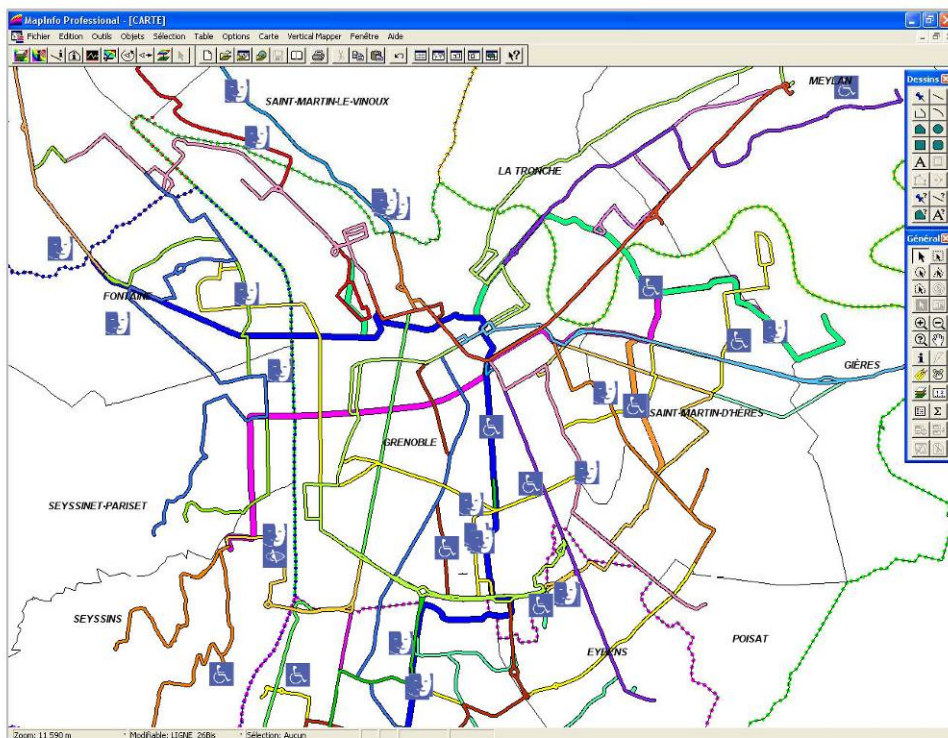 MapInfo Professional - [CARTE]
Fichier Edition Outils Objets Sélection Table Options Carte Vertical Mapper Fenêtre Aide
MEYLAN
Dessins
SAINT-MARTIN-LE-VINOUX
LA TRONCHE
Général
FONTAINE
GIÈRES
SAINT-MARTIN-D'HÈRES
GRENOBLE
SEYSSINET-PARISET
SEYSSINS
POISAT
EYBENS
Zoom: 11 590 m
Modifiable: LIGNE_26Bis
Sélection: Aucun